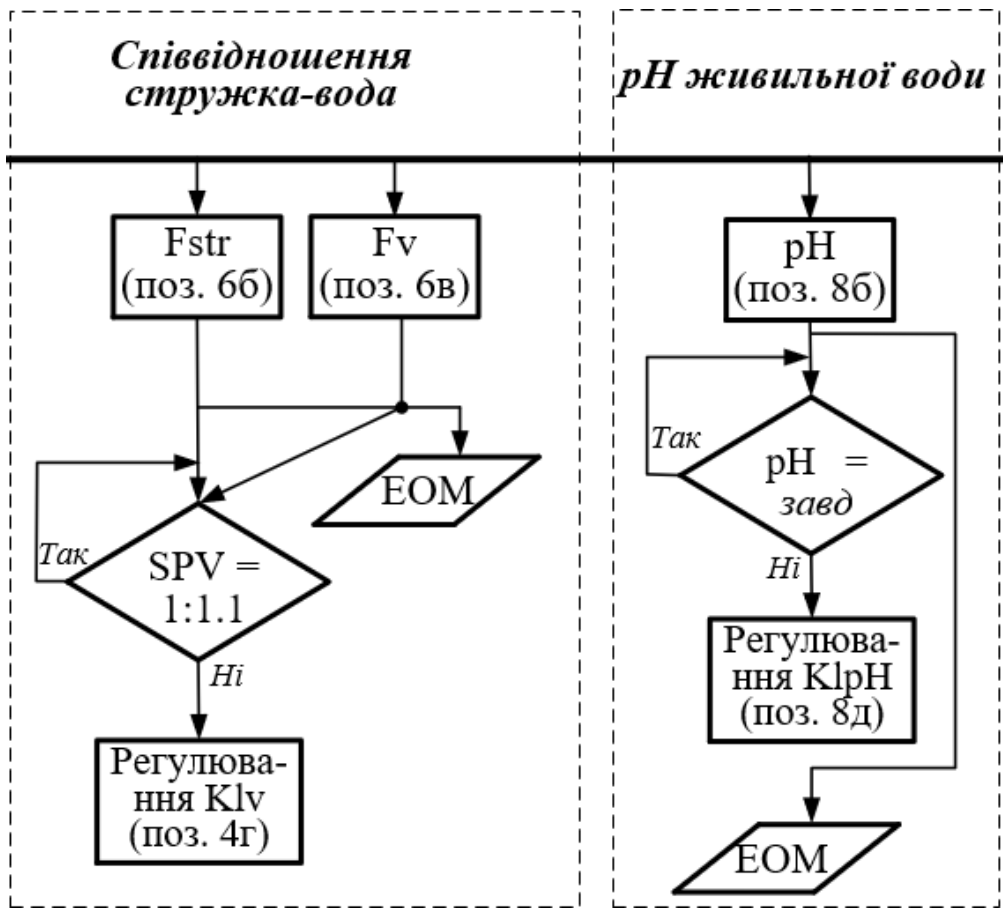 Співвідношення
стружка-вода
Fstr
(поз. 6б)
Fv
(поз. 6в)
ЕОМ
Так
SPV =
1:1.1
Ні
Регулюва-
ння Klv
(поз. 4г)
рН живильної води
pH
(поз. 8б)
Так
pH =
завд
Ні
Регулюва-
ння KlpH
(поз. 8д)
ЕОМ